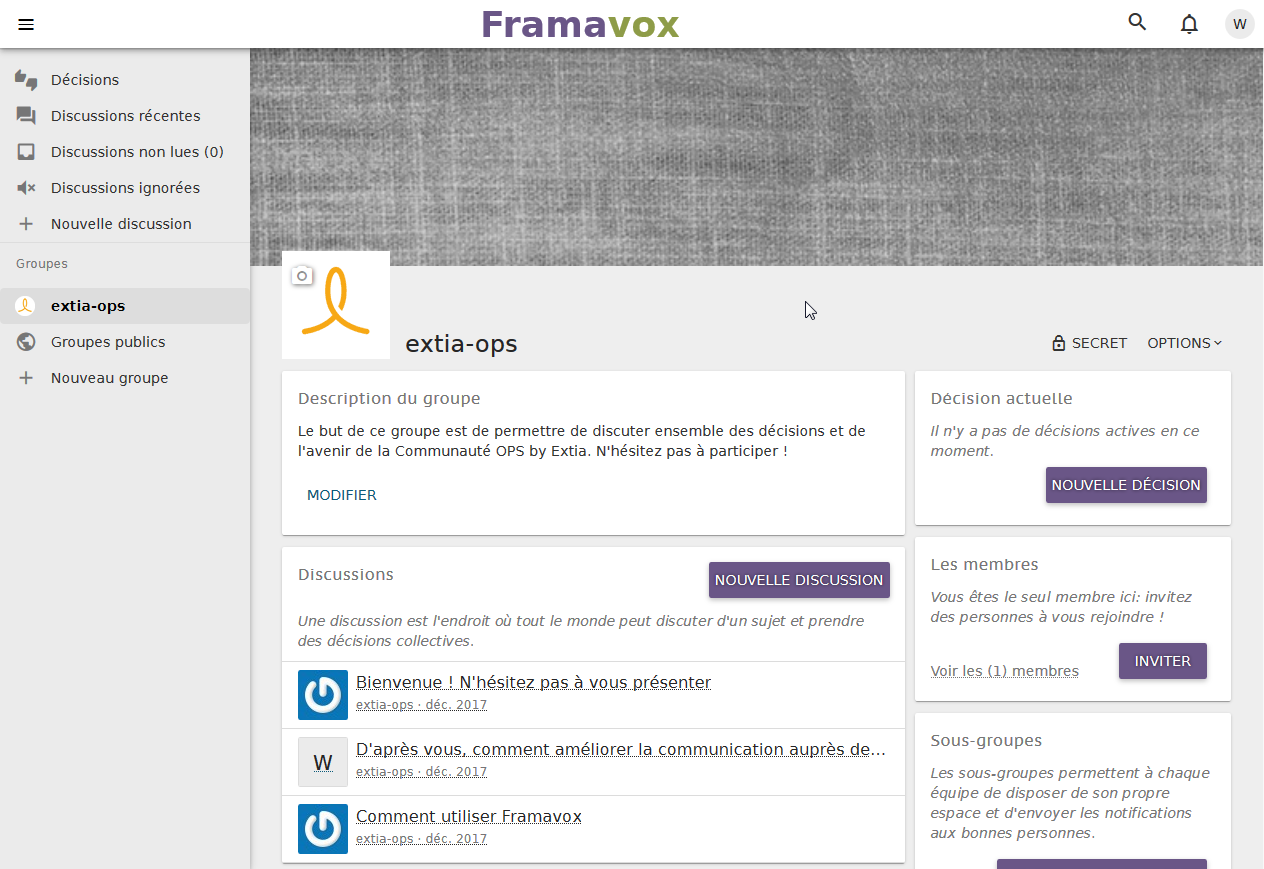 Framavox
W
Décisions
Discussions récentes
Discussions non lues (0)
Discussions ignorées
Nouvelle discussion
Groupes
extia-ops
Groupes publics
Nouveau groupe
extia-ops
SECRET
OPTIONS
Description du groupe
Le but de ce groupe est de permettre de discuter ensemble des décisions et de
l'avenir de la Communauté OPS by Extia. N'hésitez pas à participer !
MODIFIER
Discussions
NOUVELLE DISCUSSION
Une discussion est l'endroit où tout le monde peut discuter d'un sujet et prendre
des décisions collectives.
Bienvenue ! N'hésitez pas à vous présenter
extia-ops · déc. 2017
W
D'après vous, comment améliorer la communication auprès de…
extia-ops · déc. 2017
Comment utiliser Framavox
extia-ops · déc. 2017
Décision actuelle
Il n'y a pas de décisions actives en ce
moment.
NOUVELLE DÉCISION
Les membres
Vous êtes le seul membre ici: invitez
des personnes à vous rejoindre !
Voir les (1) membres
INVITER
Sous-groupes
Les sous-groupes permettent à chaque
équipe de disposer de son propre
espace et d'envoyer les notifications
aux bonnes personnes.